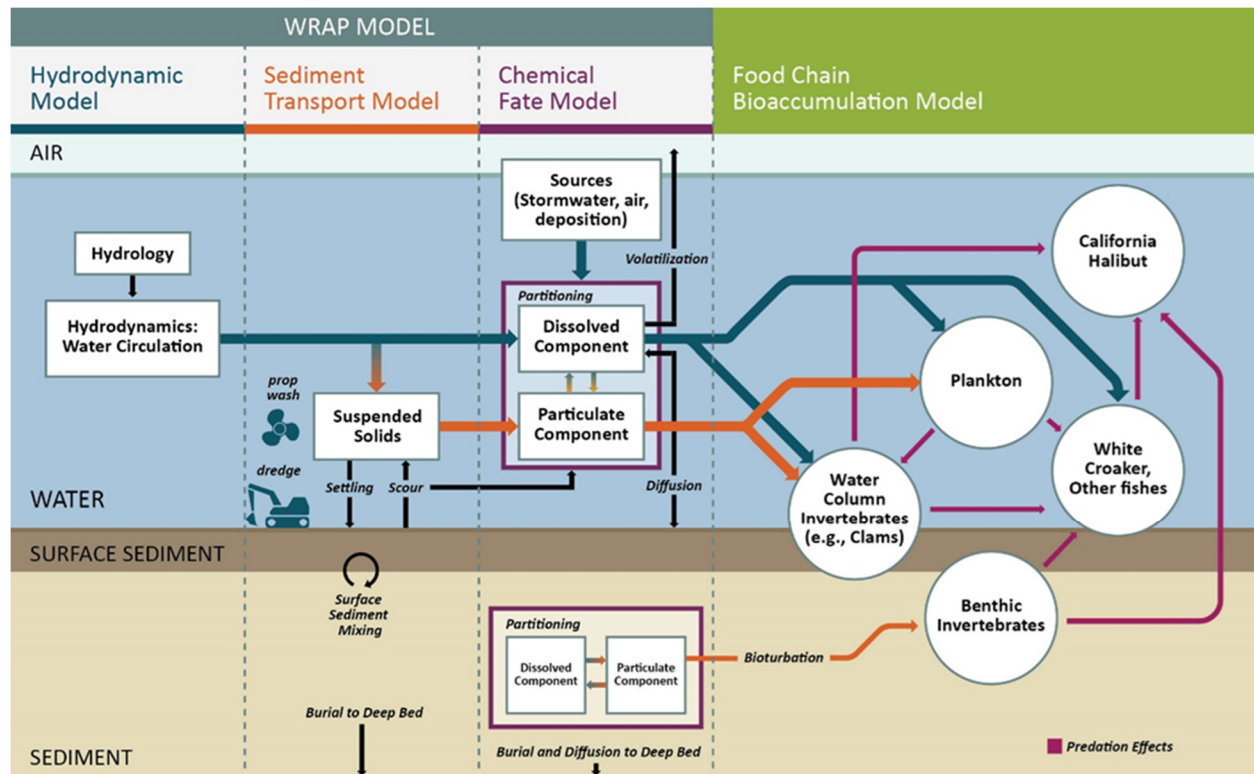 WRAP MODEL
Hydrodynamic
Model
Sediment
Transport Model
Chemical
Fate Model
Food Chain
Bioaccumulation Model
AIR
Sources
(Stormwater, air,
deposition)
Volatilization
California
Halibut
Hydrology
Hydrodynamics:
Water Circulation
Partitioning
Dissolved
Component
Plankton
prop
wash
Suspended
Solids
Particulate
Component
White
Croaker,
Other fishes
dredge
Settling
Scour
Diffusion
Water
Column
Invertebrates
(e.g., Clams)
WATER
SURFACE SEDIMENT
Surface
Sediment
Mixing
Partitioning
Dissolved
Component
Particulate
Component
Bioturbation
Benthic
Invertebrates
Burial to Deep Bed
Burial and Diffusion to Deep Bed
Predation Effects
SEDIMENT